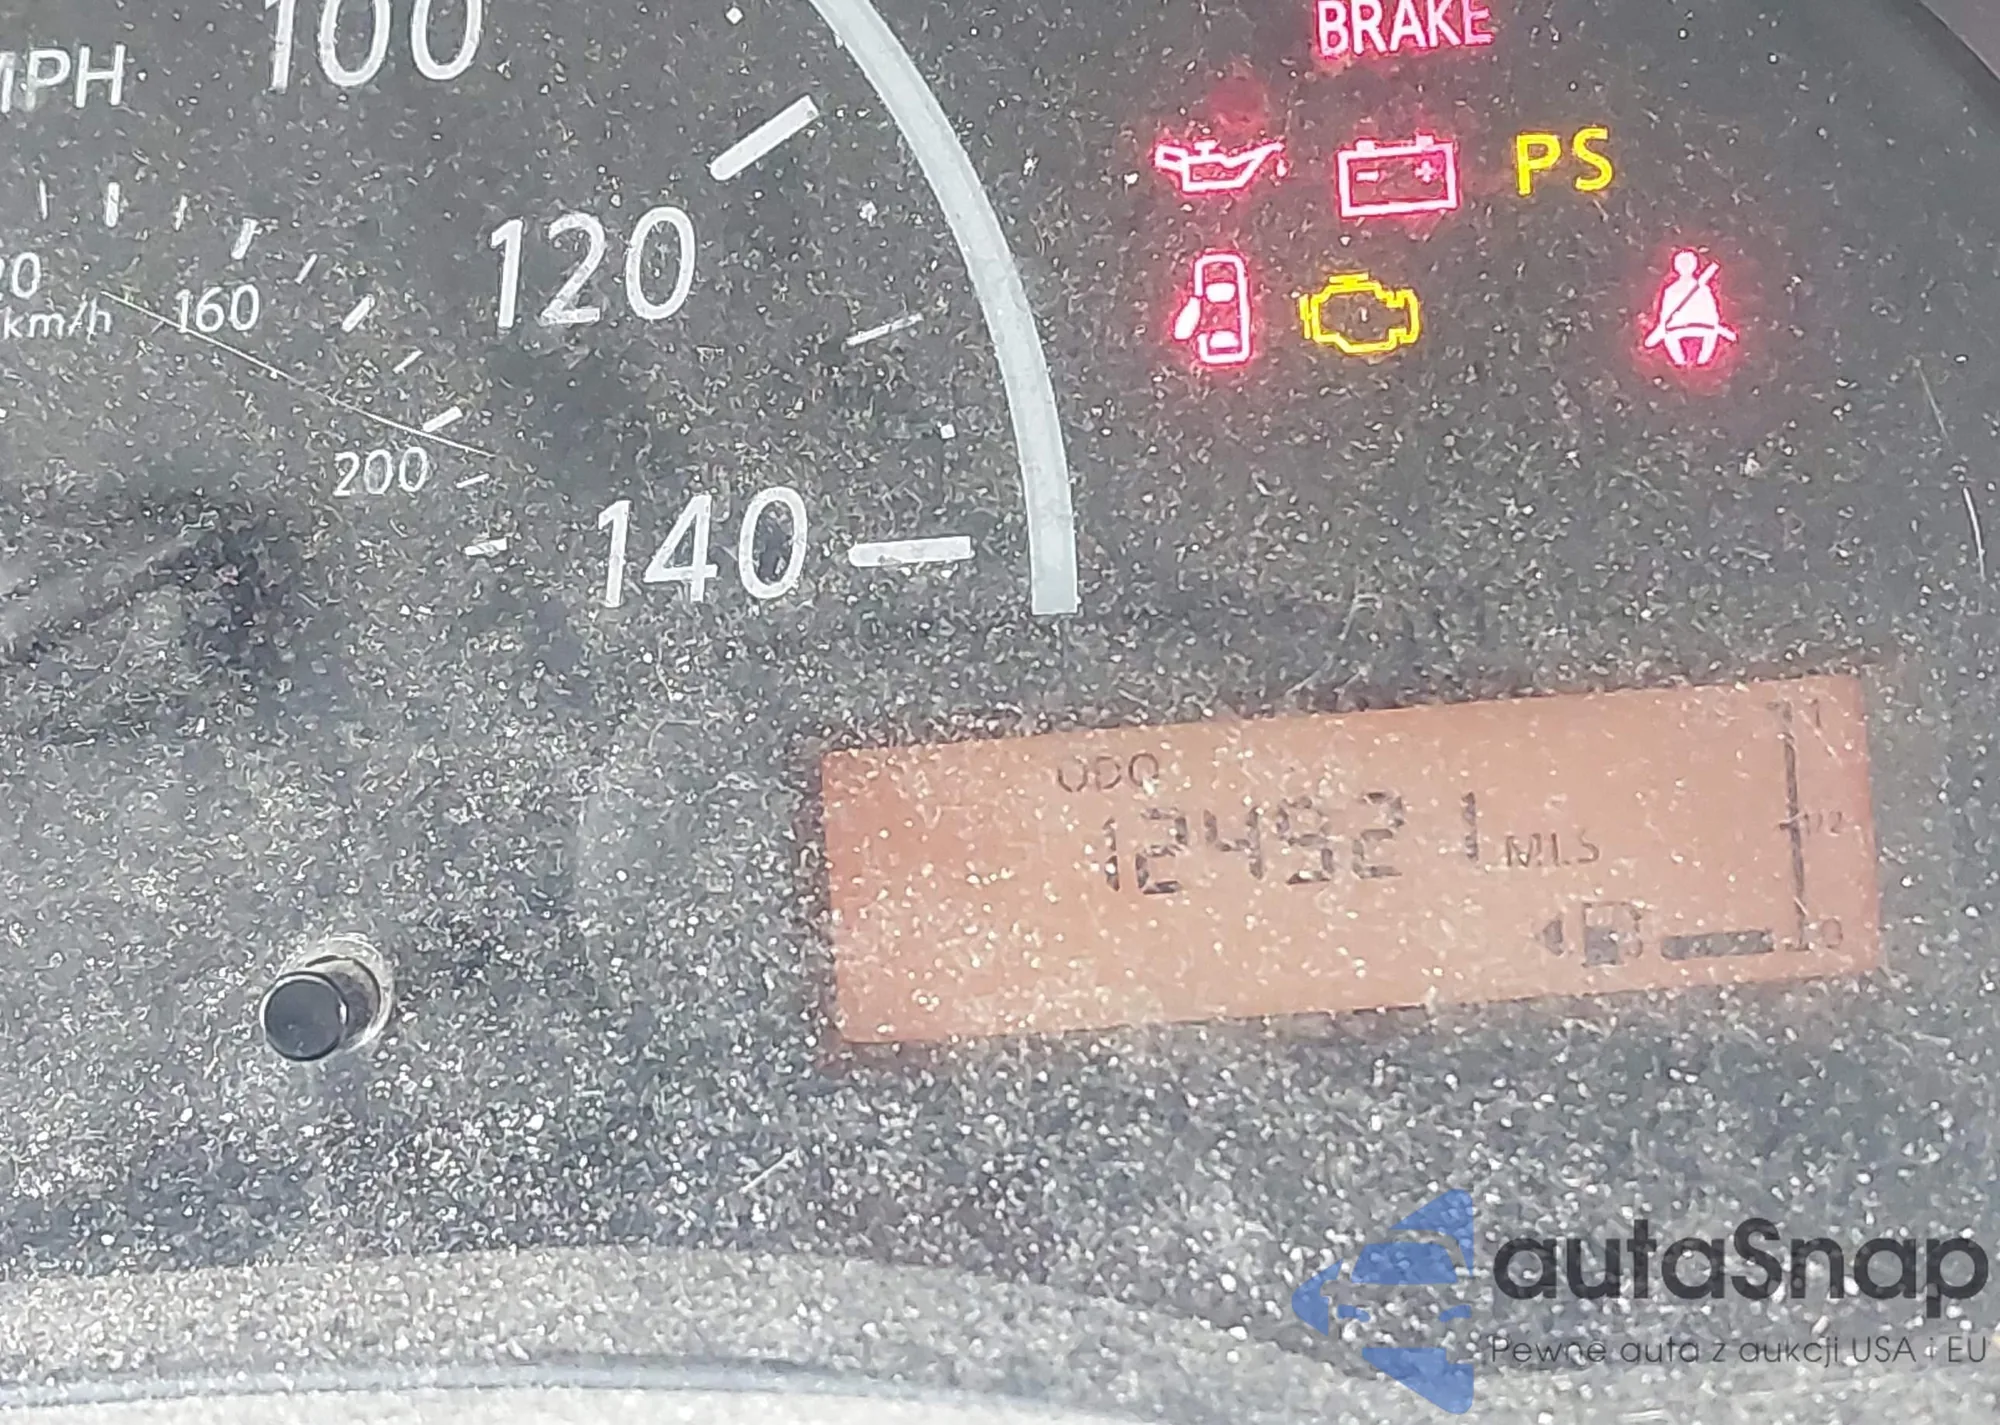 MPH
100
BRAKE
PS
120
20
km/h
160
200
140
ODO
124921 MLS
1
1/2
0
autaSnap
Pewne auta z aukcji USA i EU